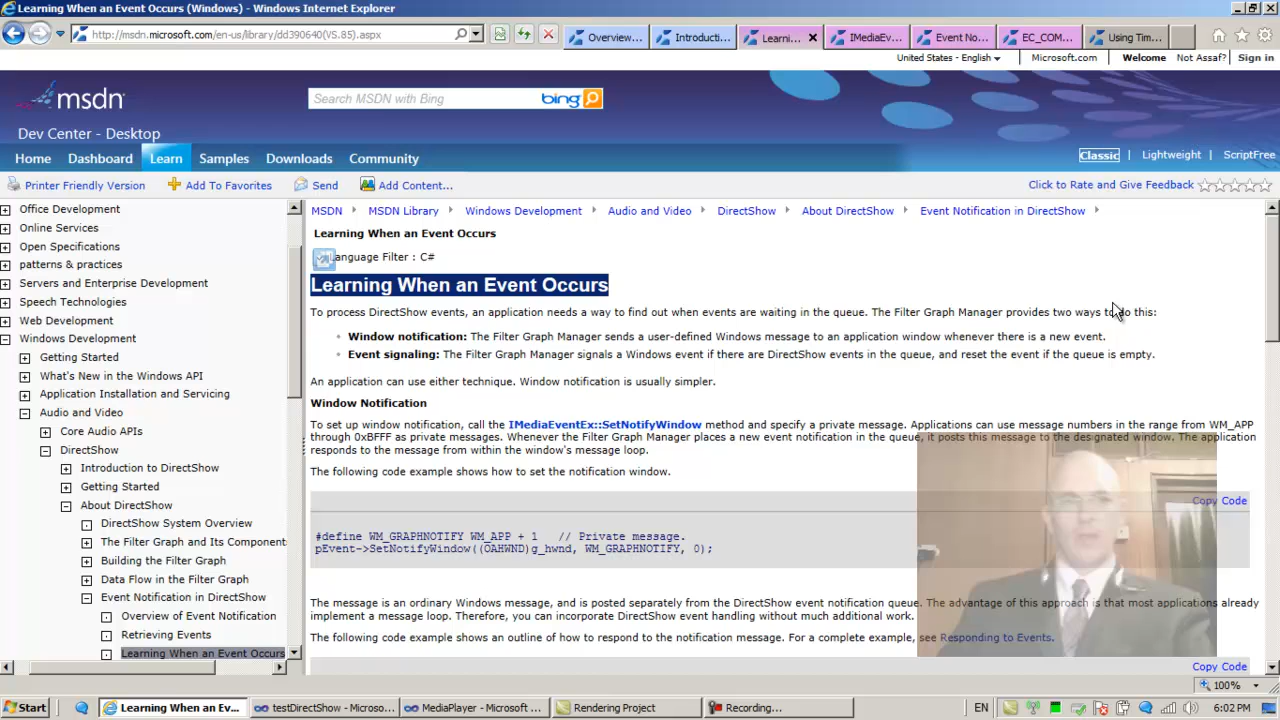 Learning When an Event Occurs (Windows) - Windows Internet Explorer
http://msdn.microsoft.com/en-us/library/dd390640(VS.85).aspx
Overview... Introducti... Learni... IMediaEv... Event No... EC_COM... Using Tim...
United States - English Microsoft.com Welcome Not Assaf? Sign in
msdn
Search MSDN with Bing bing
Dev Center - Desktop
Home Dashboard Learn Samples Downloads Community
Classic | Lightweight | ScriptFree
Printer Friendly Version Add To Favorites Send Add Content...
Click to Rate and Give Feedback
Office Development
Online Services
Open Specifications
patterns & practices
Servers and Enterprise Development
Speech Technologies
Web Development
Windows Development
Getting Started
What's New in the Windows API
Application Installation and Servicing
Audio and Video
Core Audio APIs
DirectShow
Introduction to DirectShow
Getting Started
About DirectShow
DirectShow System Overview
The Filter Graph and Its Component
Building the Filter Graph
Data Flow in the Filter Graph
Event Notification in DirectShow
Overview of Event Notification
Retrieving Events
Learning When an Event Occurs
MSDN MSDN Library Windows Development Audio and Video DirectShow About DirectShow Event Notification in DirectShow
Learning When an Event Occurs
Language Filter : C#
Learning When an Event Occurs
To process DirectShow events, an application needs a way to find out when events are waiting in the queue. The Filter Graph Manager provides two ways to do this:
Window notification: The Filter Graph Manager sends a user-defined Windows message to an application window whenever there is a new event.
Event signaling: The Filter Graph Manager signals a Windows event if there are DirectShow events in the queue, and reset the event if the queue is empty.
An application can use either technique. Window notification is usually simpler.
Window Notification
To set up window notification, call the IMediaEventEx::SetNotifyWindow method and specify a private message. Applications can use message numbers in the range from WM_APP
through 0xBFFF as private messages. Whenever the Filter Graph Manager places a new event notification in the queue, it posts this message to the designated window. The application
responds to the message from within the window's message loop.
The following code example shows how to set the notification window.
Copy Code
#define WM_GRAPHNOTIFY WM_APP + 1 // Private message.
pEvent->SetNotifyWindow((OAHWND)g_hwnd, WM_GRAPHNOTIFY, 0);
The message is an ordinary Windows message, and is posted separately from the DirectShow event notification queue. The advantage of this approach is that most applications already
implement a message loop. Therefore, you can incorporate DirectShow event handling without much additional work.
The following code example shows an outline of how to respond to the notification message. For a complete example, see Responding to Events.
Copy Code
100%
Start Learning When an Ev... testDirectShow - Microso... MediaPlayer - Microsoft ... Rendering Project Recording... EN 6:02 PM